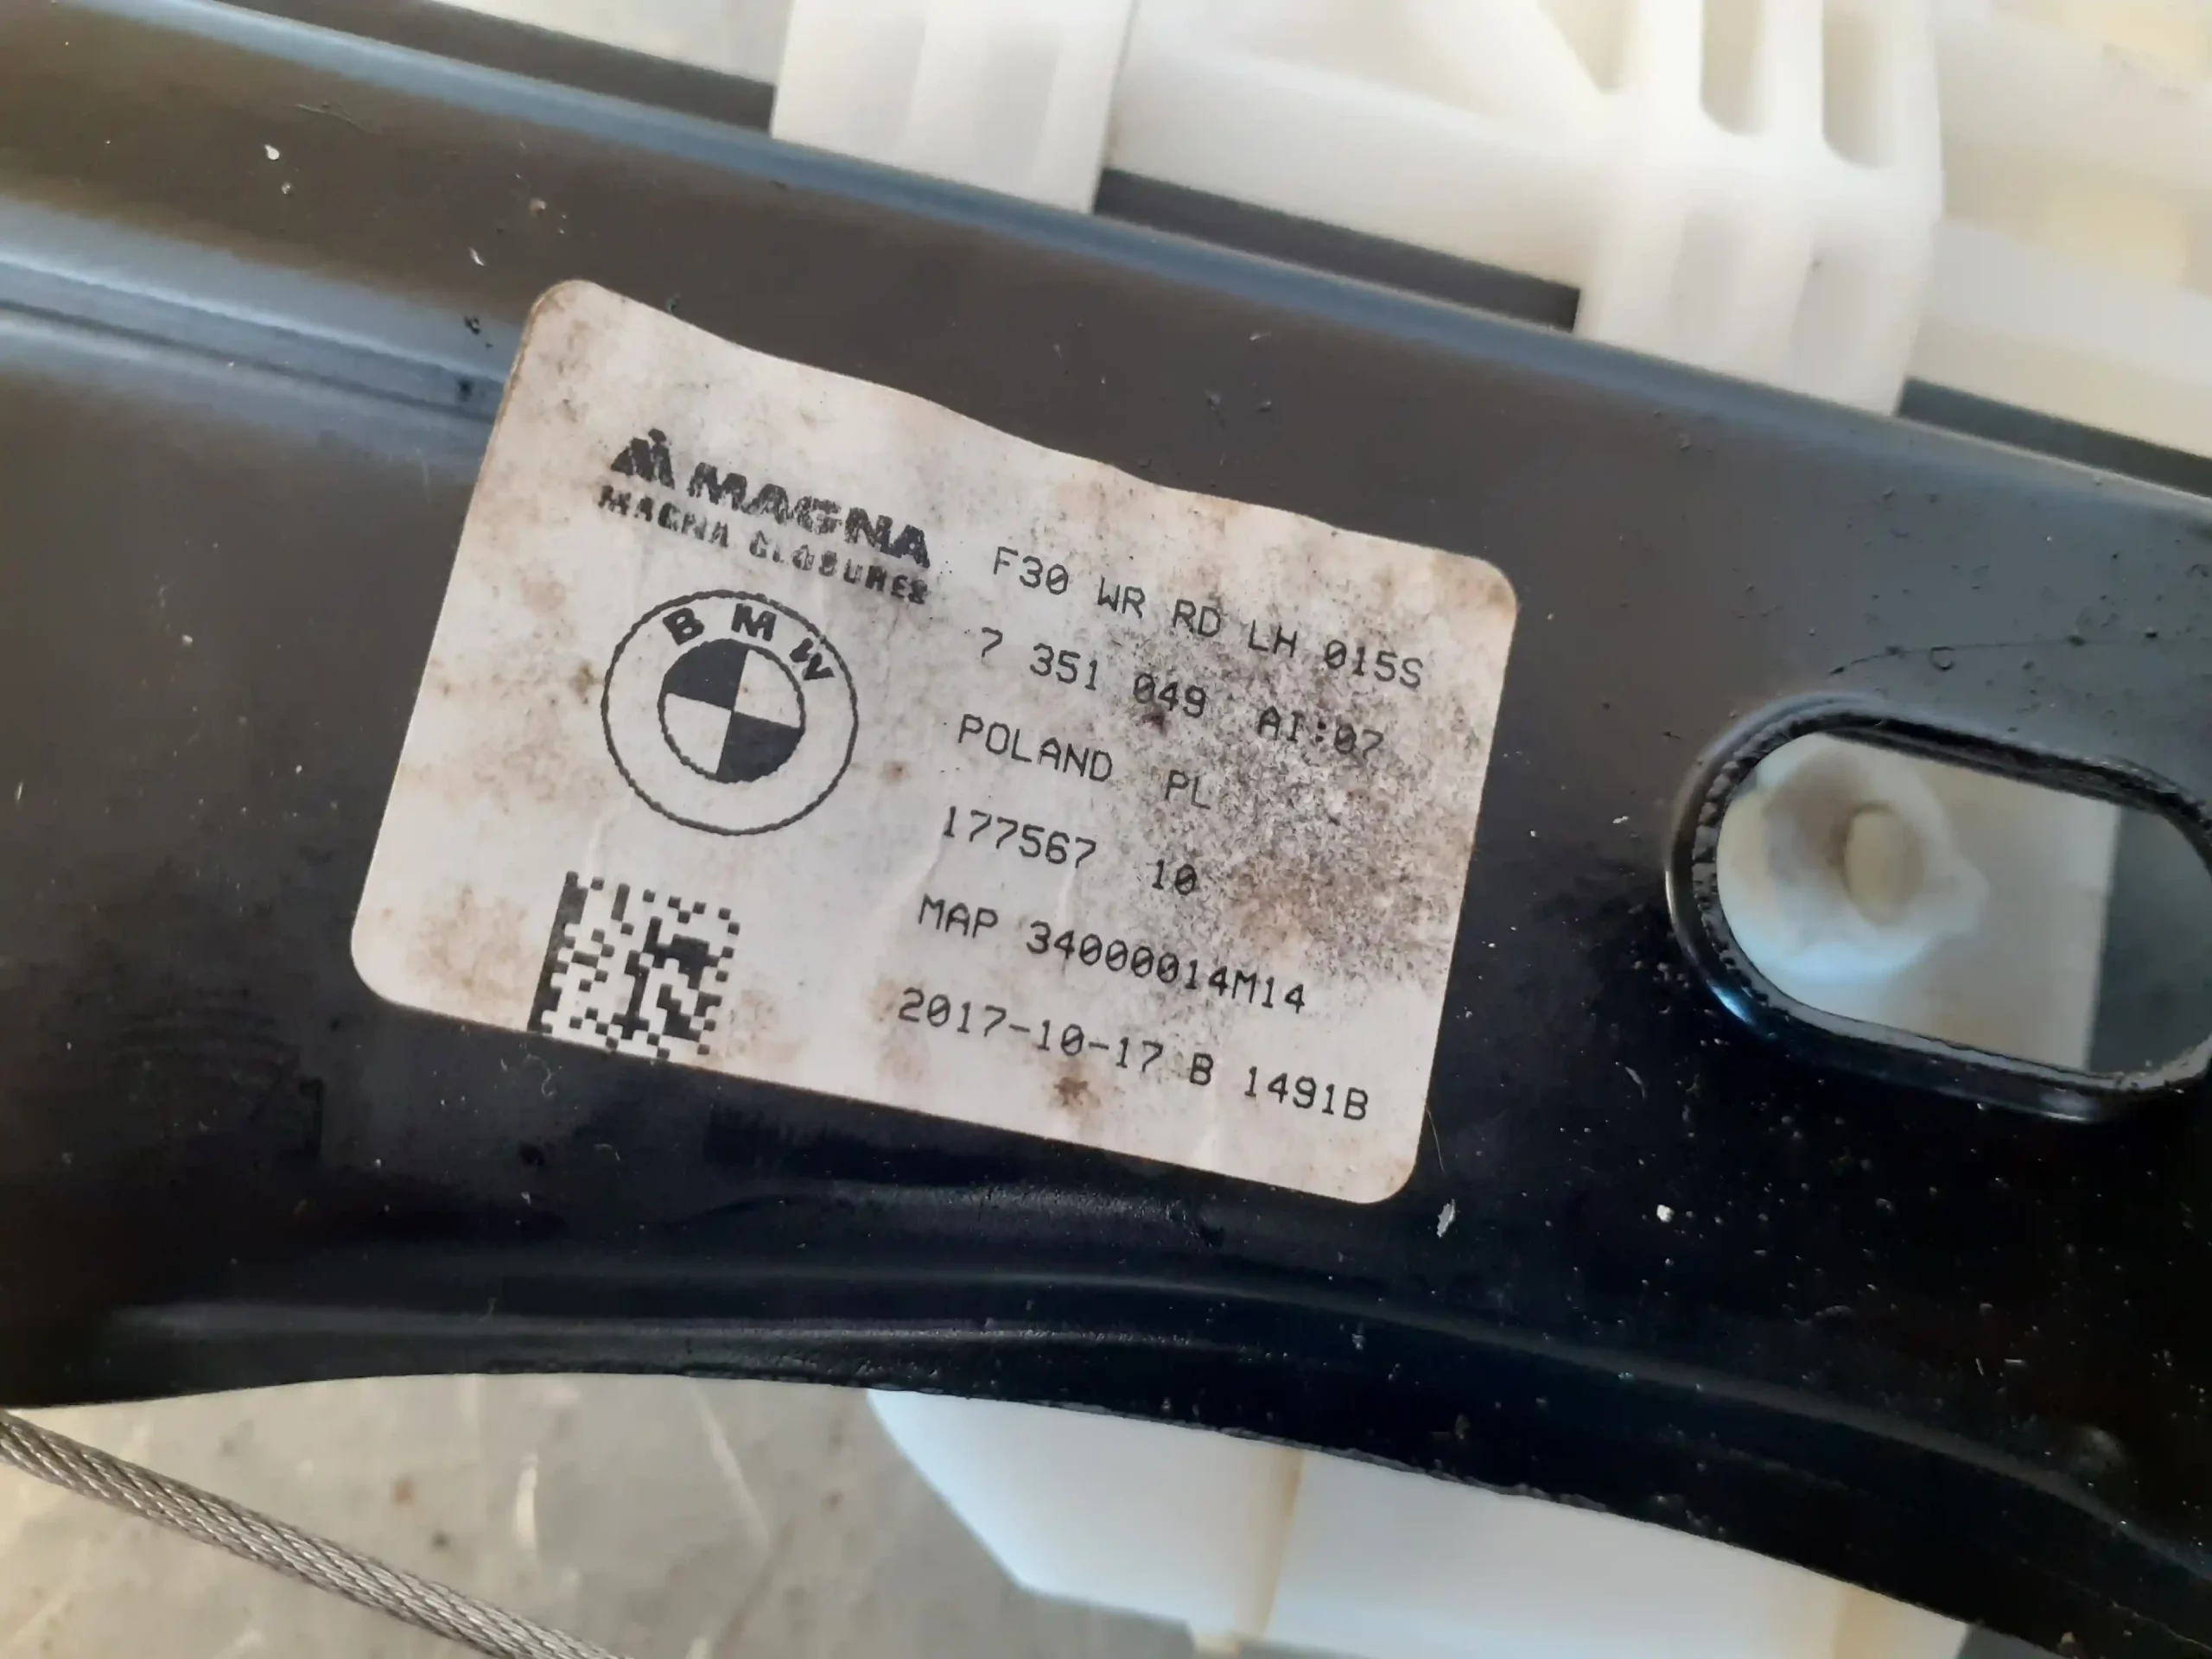 MAGNA
MAGNA CLOSURES
BMW
F30 WR RD LH 015S
7 351 049 AI:07
POLAND PL
177567 10
MAP 34000014M14
2017-10-17 B 1491B